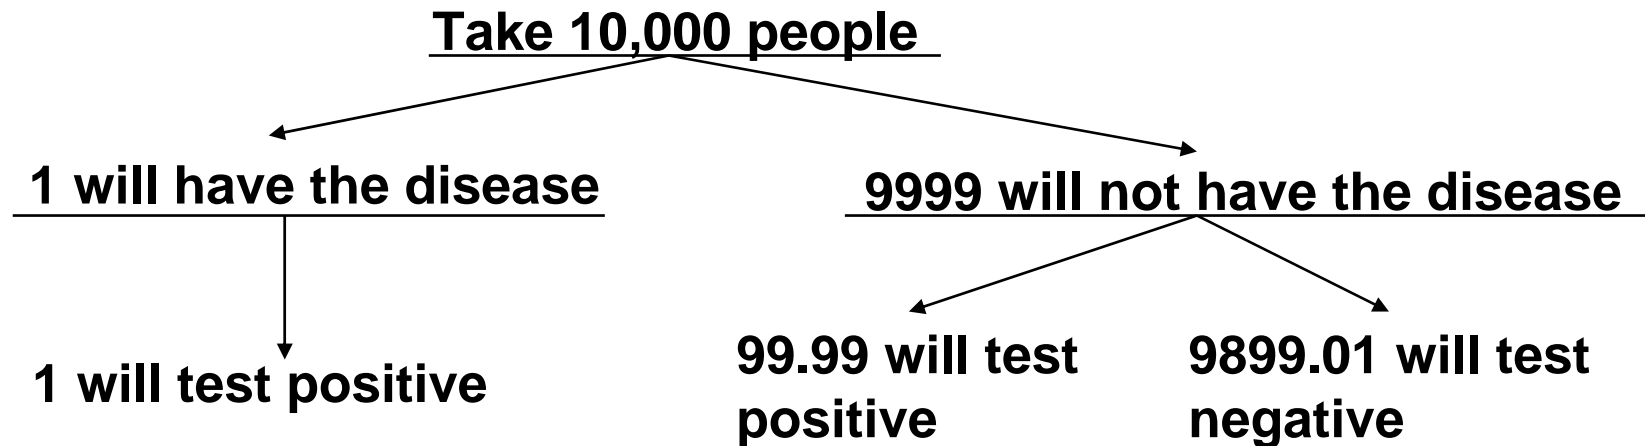 Take 10,000 people
1 will have the disease
9999 will not have the disease
1 will test positive
99.99 will test
positive
9899.01 will test
negative